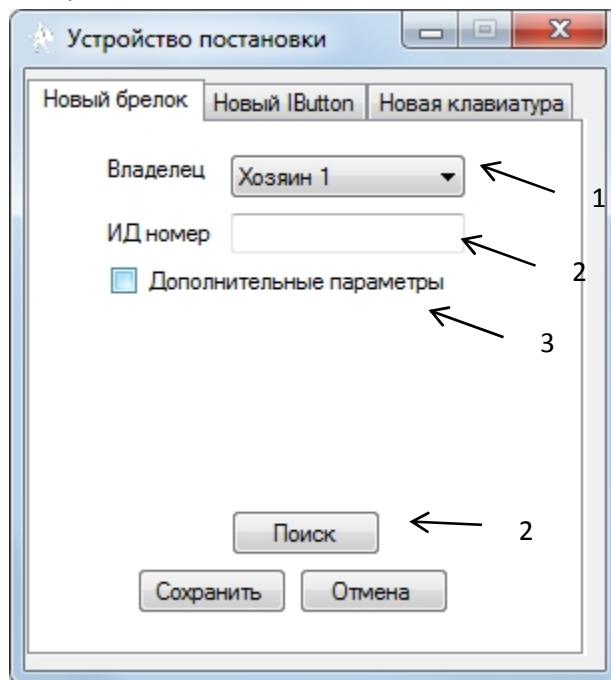 Устройство постановки
Новый брелок Новый IButton Новая клавиатура
Владелец Хозяин 1
1
ИД номер
2
Дополнительные параметры
3
Поиск
2
Сохранить Отмена